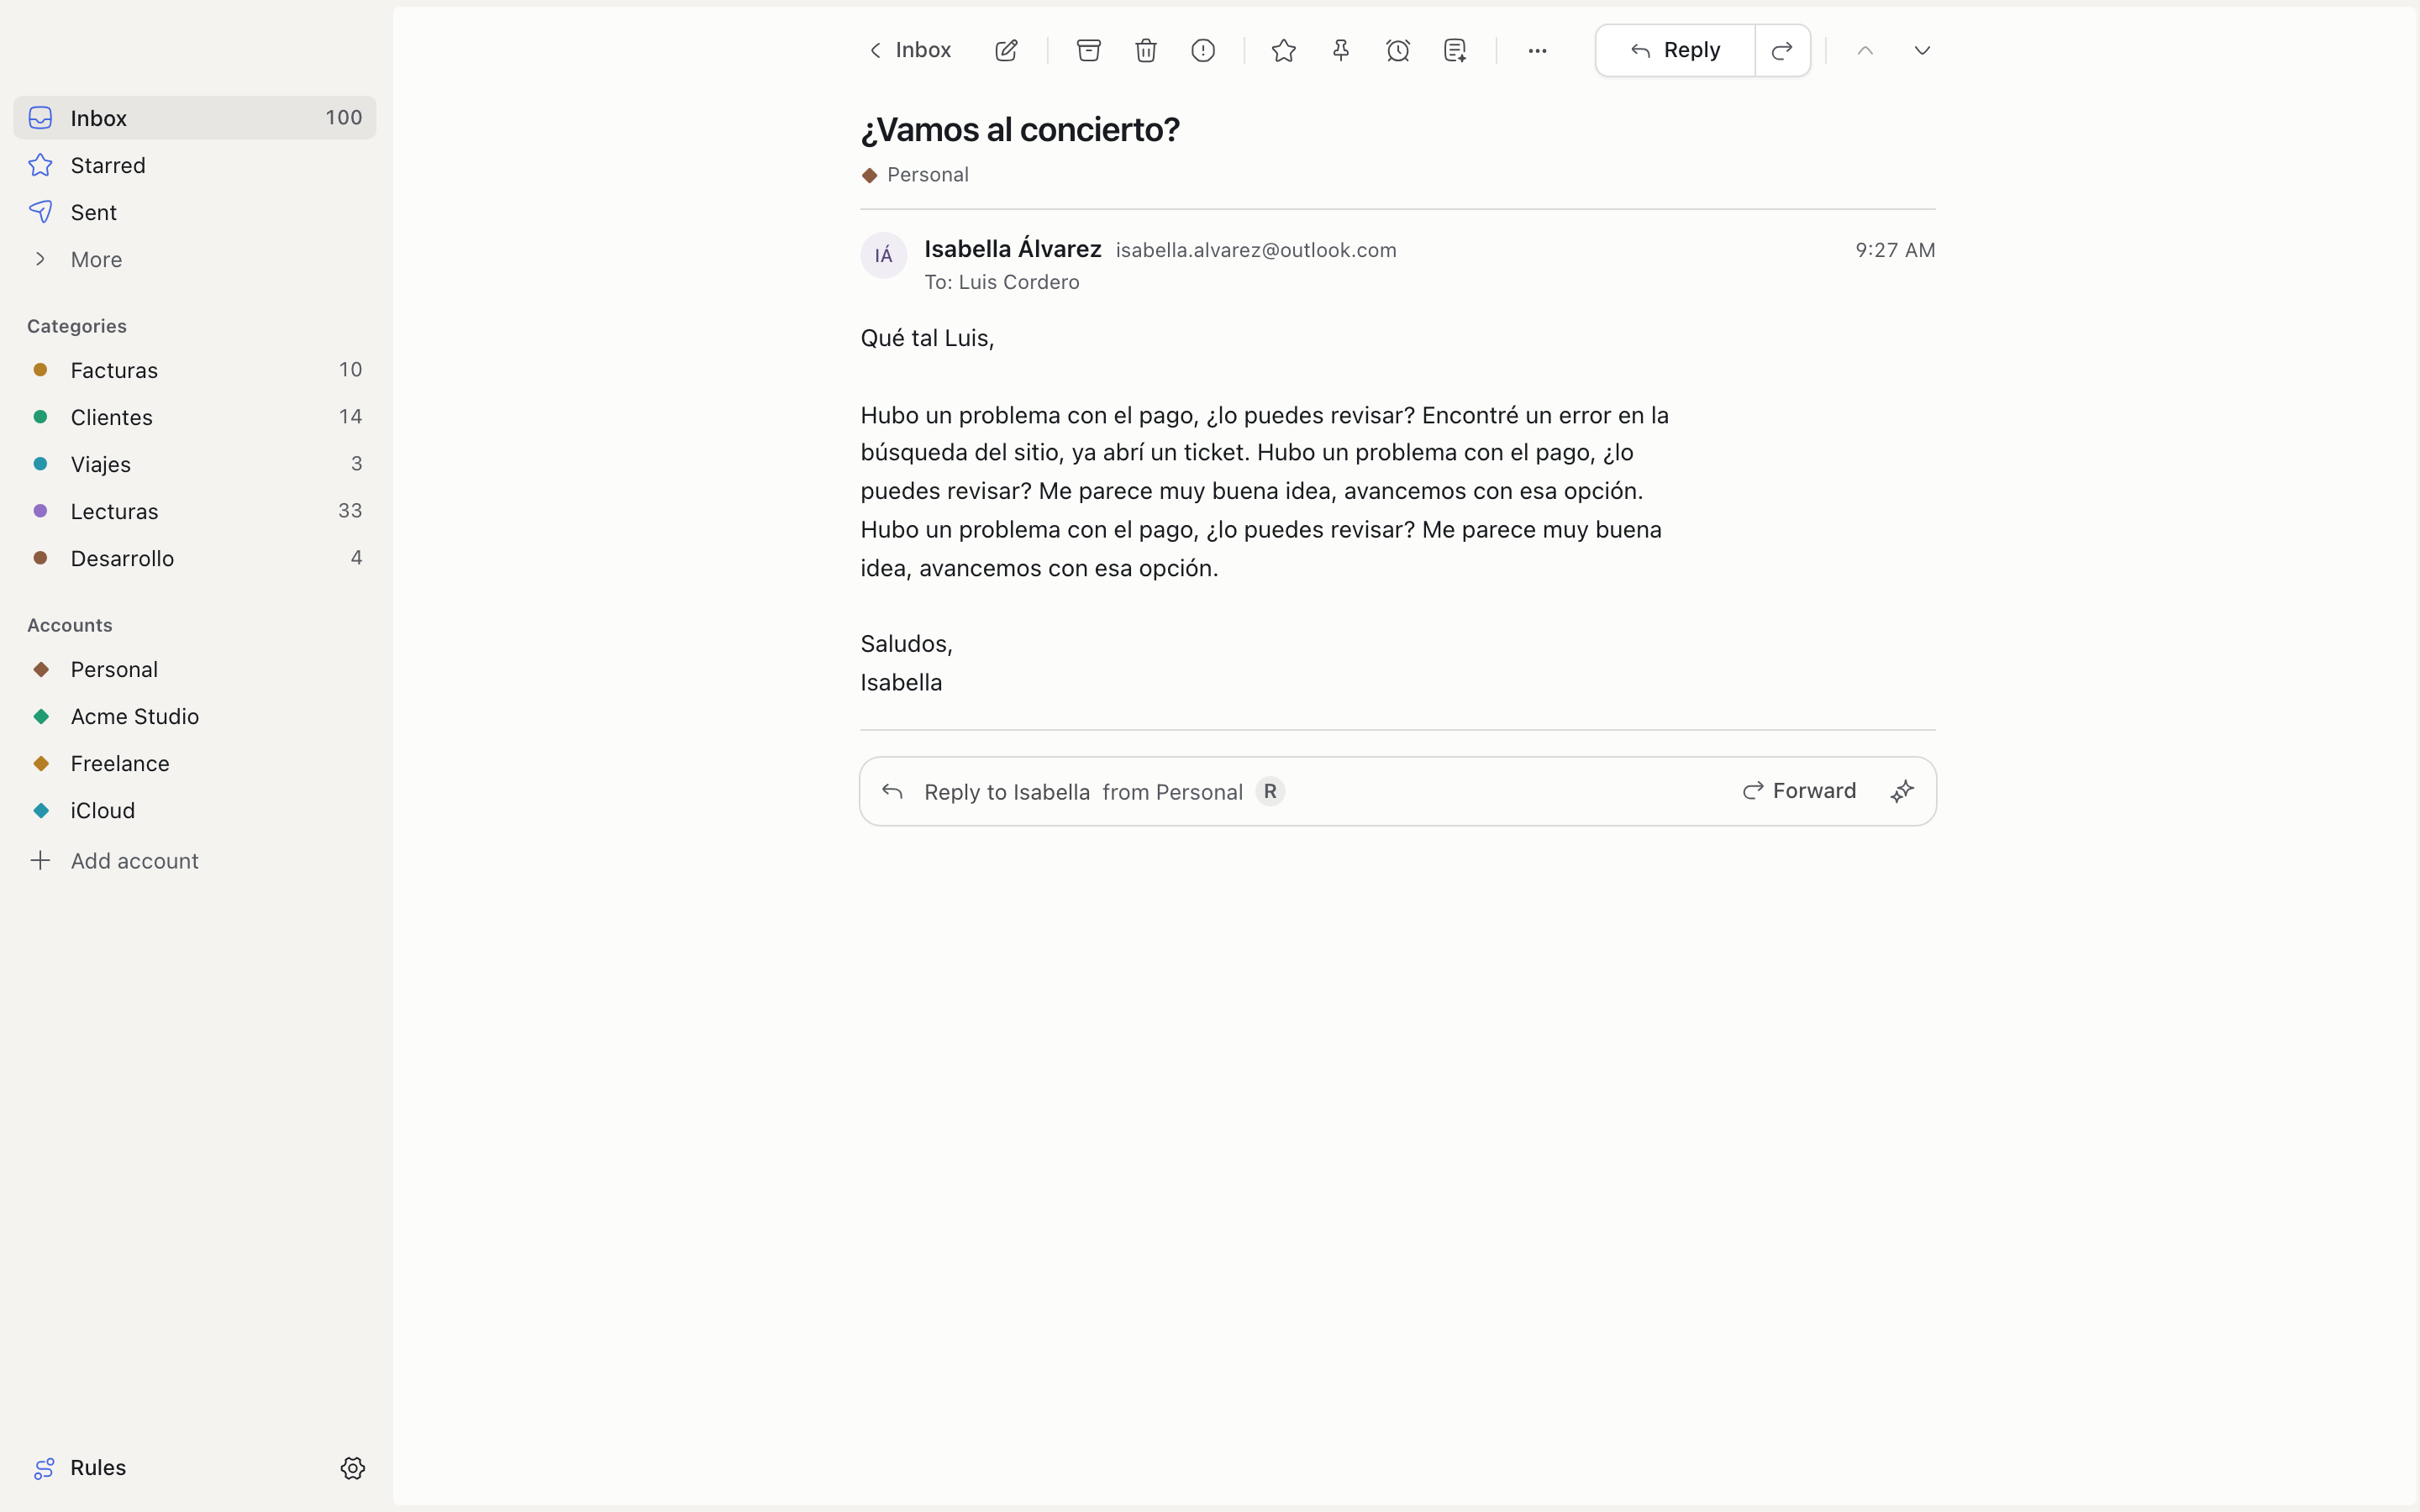 Inbox 100
Starred
Sent
More
Categories
Facturas 10
Clientes 14
Viajes 3
Lecturas 33
Desarrollo 4
Accounts
Personal
Acme Studio
Freelance
iCloud
Add account
Rules
Inbox
Reply
¿Vamos al concierto?
Personal
IÁ
Isabella Álvarez isabella.alvarez@outlook.com 9:27 AM
To: Luis Cordero
Qué tal Luis,
Hubo un problema con el pago, ¿lo puedes revisar? Encontré un error en la
búsqueda del sitio, ya abrí un ticket. Hubo un problema con el pago, ¿lo
puedes revisar? Me parece muy buena idea, avancemos con esa opción.
Hubo un problema con el pago, ¿lo puedes revisar? Me parece muy buena
idea, avancemos con esa opción.
Saludos,
Isabella
Reply to Isabella from Personal R Forward